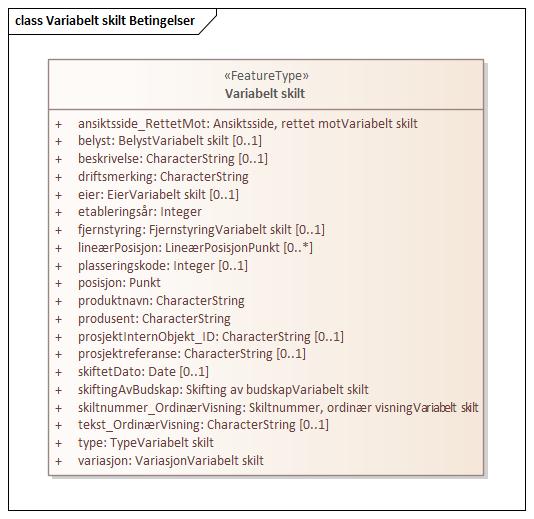 class Variabelt skilt Betingelser
«FeatureType»
Variabelt skilt
+ ansiktsside_RettetMot: Ansiktsside, rettet motVariabelt skilt
+ belyst: BelystVariabelt skilt [0..1]
+ beskrivelse: CharacterString [0..1]
+ driftsmerking: CharacterString
+ eier: EierVariabelt skilt [0..1]
+ etableringsår: Integer
+ fjernstyring: FjernstyringVariabelt skilt [0..1]
+ lineærPosisjon: LineærPosisjonPunkt [0..*]
+ plasseringskode: Integer [0..1]
+ posisjon: Punkt
+ produktnavn: CharacterString
+ produsent: CharacterString
+ prosjektInternObjekt_ID: CharacterString [0..1]
+ prosjektreferanse: CharacterString [0..1]
+ skiftetDato: Date [0..1]
+ skiftingAvBudskap: Skifting av budskapVariabelt skilt
+ skiltnummer_OrdinærVisning: Skiltnummer, ordinær visningVariabelt skilt
+ tekst_OrdinærVisning: CharacterString [0..1]
+ type: TypeVariabelt skilt
+ variasjon: VariasjonVariabelt skilt